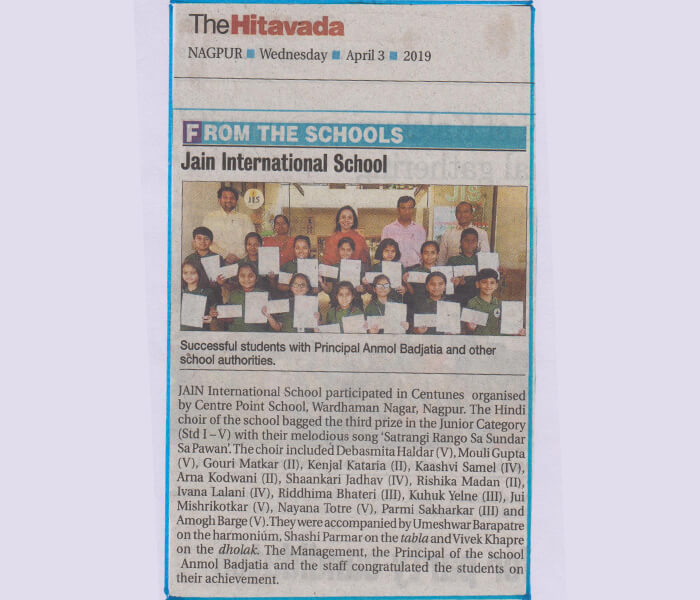 TheHitavada
NAGPUR ■ Wednesday ■ April 3 ■ 2019
FROM THE SCHOOLS
Jain International School
JIS
Successful students with Principal Anmol Badjatia and other
school authorities.
JAIN International School participated in Centunes organised
by Centre Point School, Wardhaman Nagar, Nagpur. The Hindi
choir of the school bagged the third prize in the Junior Category
(Std I – V) with their melodious song ‘Satrangi Rango Sa Sundar
Sa Pawan’. The choir included Debasmita Haldar (V), Mouli Gupta
(V), Gouri Matkar (II), Kenjal Kataria (II), Kaashvi Samel (IV),
Arna Kodwani (II), Shaankari Jadhav (IV), Rishika Madan (II),
Ivana Lalani (IV), Riddhima Bhateri (III), Kuhuk Yelne (III), Jui
Mishrikotkar (V), Nayana Totre (V), Parmi Sakharkar (III) and
Amogh Barge (V). They were accompanied by Umeshwar Barapatre
on the harmonium, Shashi Parmar on the tabla and Vivek Khapre
on the dholak. The Management, the Principal of the school
Anmol Badjatia and the staff congratulated the students on
their achievement.